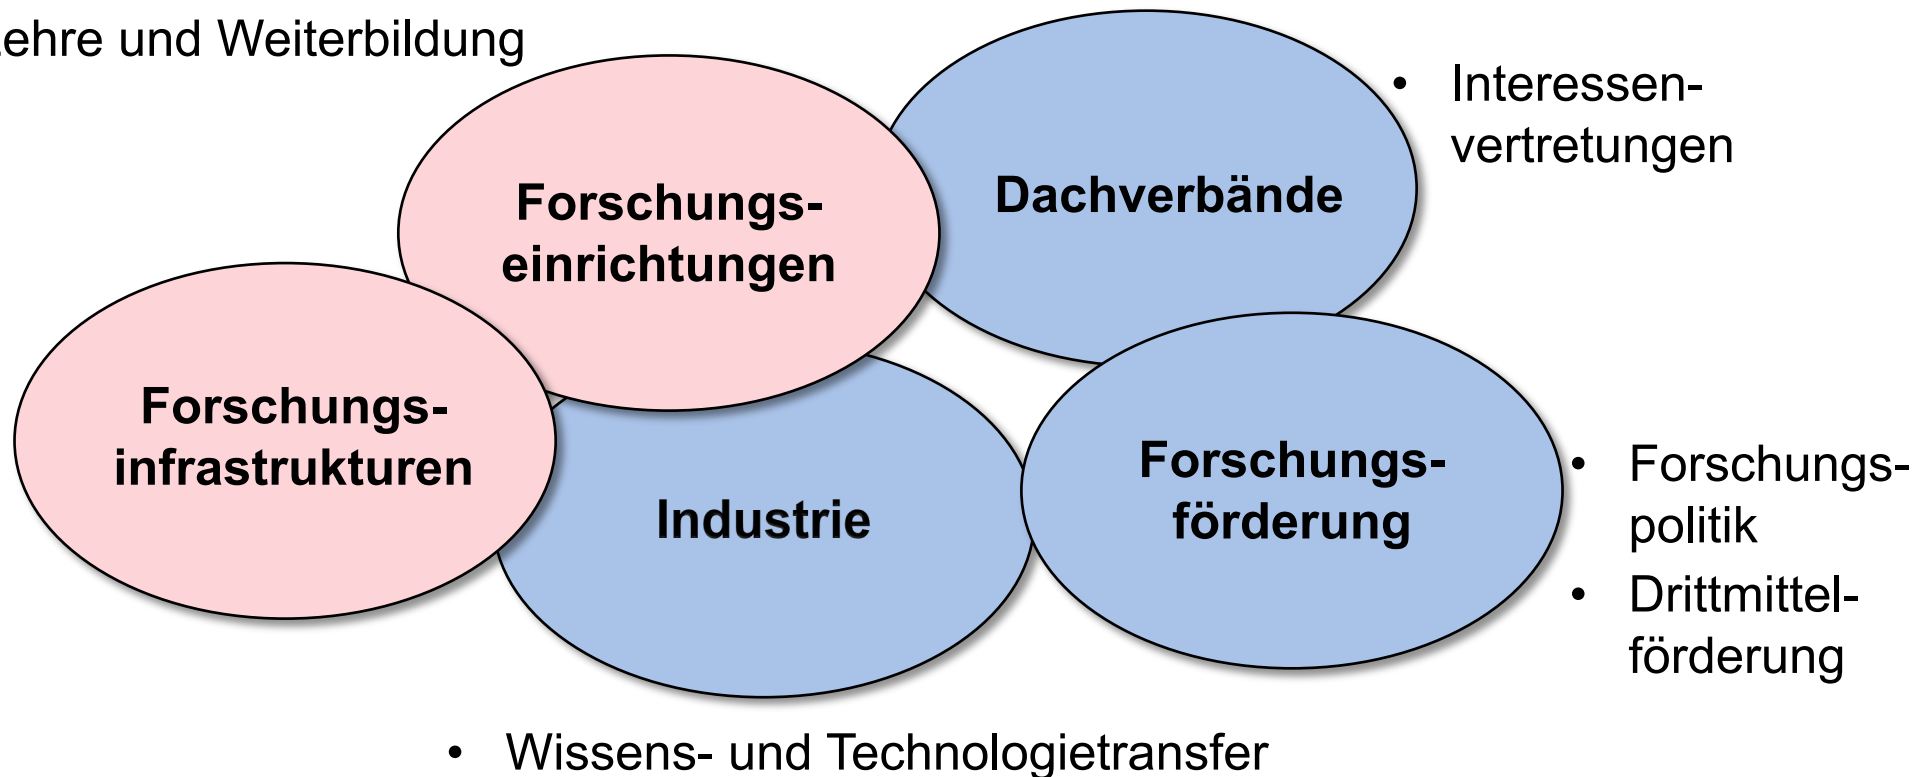 ehre und Weiterbildung
• Interessen-
vertretungen
Dachverbände
Forschungs-
einrichtungen
Forschungs-
infrastrukturen
Industrie
Forschungs-
förderung
• Forschungs-
politik
• Drittmittel-
förderung
• Wissens- und Technologietransfer